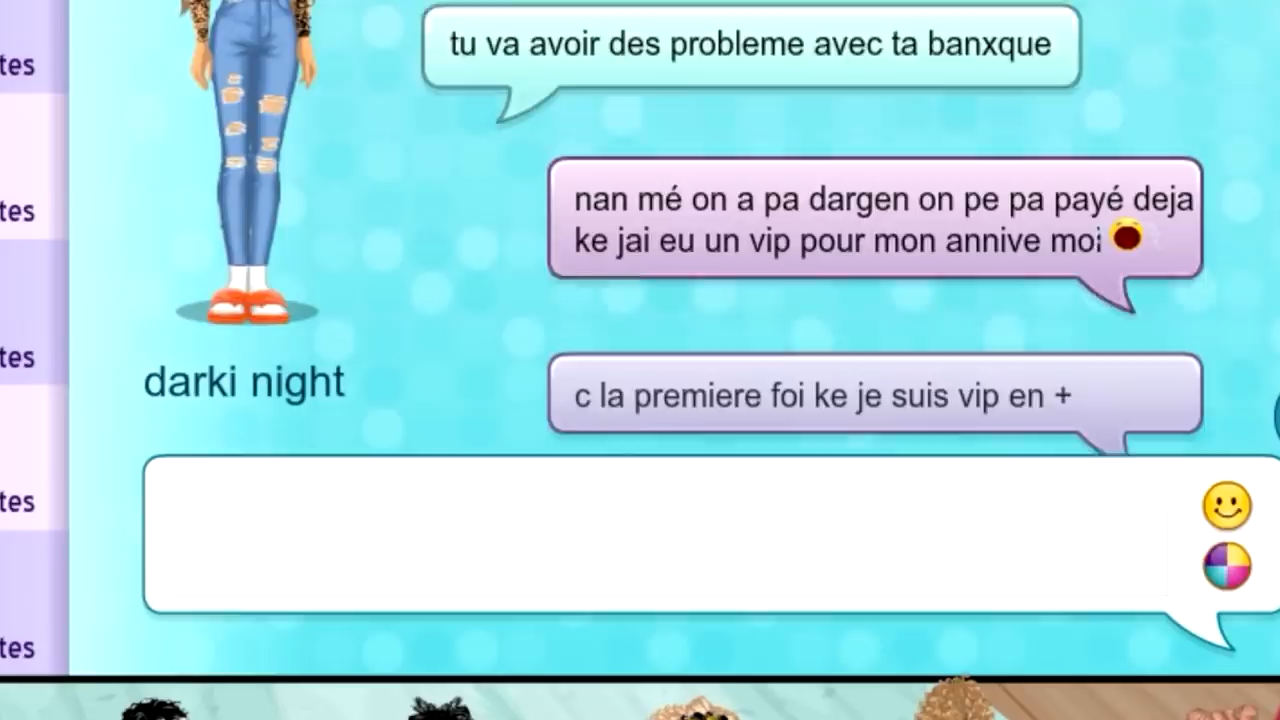 tes
tu va avoir des probleme avec ta banxque
tes
nan mé on a pa dargen on pe pa payé deja
ke jai eu un vip pour mon annive moi
tes
darki night
c la premiere foi ke je suis vip en +
tes
tes